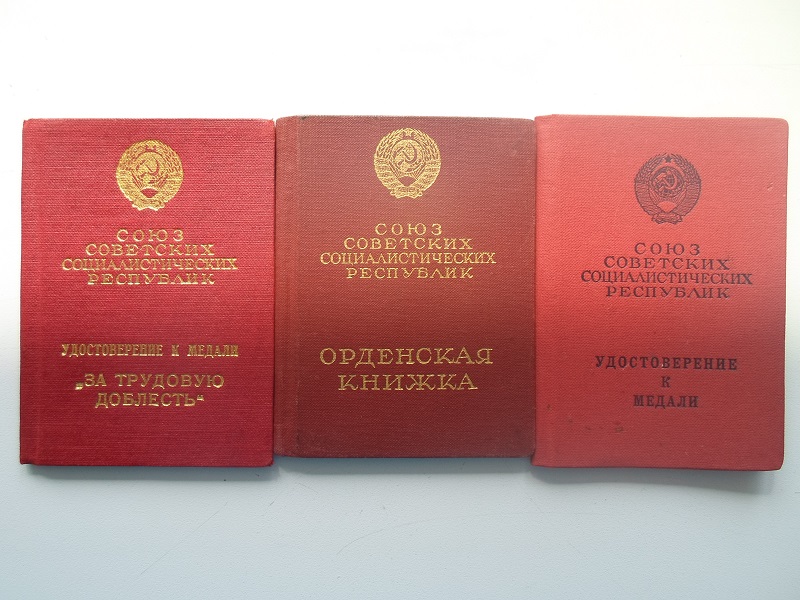 СОЮЗ
СОВЕТСКИХ
СОЦИАЛИСТИЧЕСКИХ
РЕСПУБЛИК
УДОСТОВЕРЕНИЕ К МЕДАЛИ
„ЗА ТРУДОВУЮ
ДОБЛЕСТЬ“
СОЮЗ
СОВЕТСКИХ
СОЦИАЛИСТИЧЕСКИХ
РЕСПУБЛИК
ОРДЕНСКАЯ
КНИЖКА
СОЮЗ
СОВЕТСКИХ
СОЦИАЛИСТИЧЕСКИХ
РЕСПУБЛИК
УДОСТОВЕРЕНИЕ
К
МЕДАЛИ